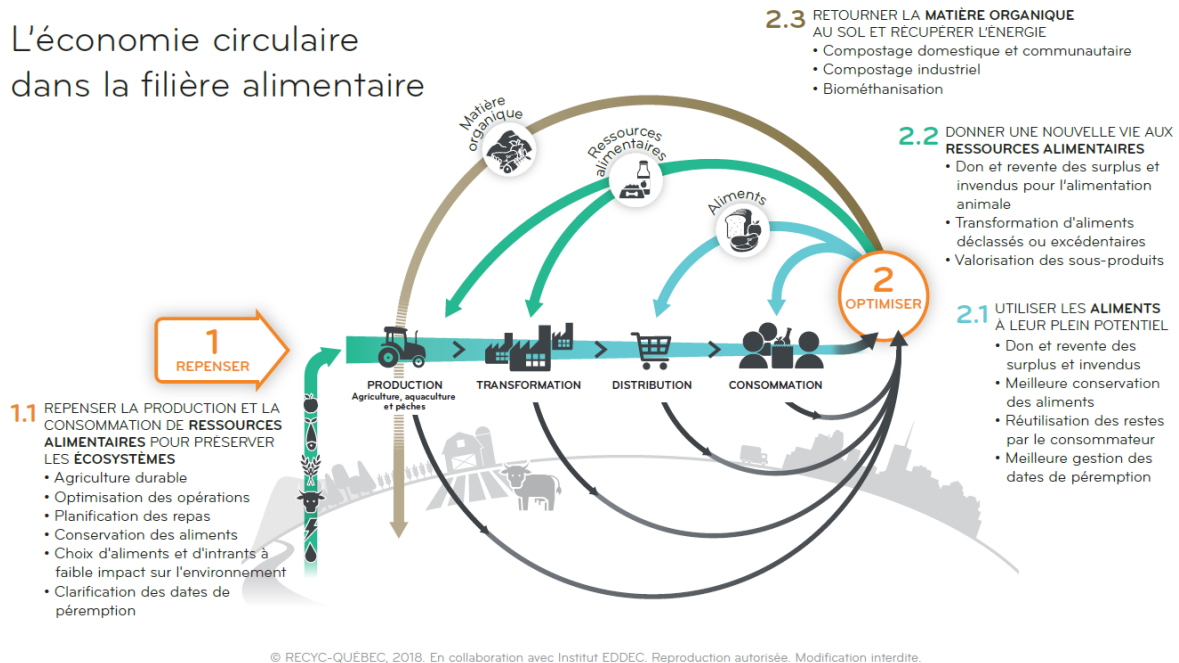 L'économie circulaire
dans la filière alimentaire
2.3 RETOURNER LA MATIÈRE ORGANIQUE
AU SOL ET RÉCUPÉRER L'ÉNERGIE
• Compostage domestique et communautaire
• Compostage industriel
• Biométhanisation
Matière
organique
Ressources
alimentaires
Aliments
2.2 DONNER UNE NOUVELLE VIE AUX
RESSOURCES ALIMENTAIRES
• Don et revente des surplus et
invendus pour l'alimentation
animale
• Transformation d'aliments
déclassés ou excédentaires
• Valorisation des sous-produits
2
OPTIMISER
2.1 UTILISER LES ALIMENTS
À LEUR PLEIN POTENTIEL
• Don et revente des
surplus et invendus
• Meilleure conservation
des aliments
• Réutilisation des restes
par le consommateur
• Meilleure gestion des
dates de péremption
1
REPENSER
PRODUCTION
Agriculture, aquaculture
et pêches
TRANSFORMATION
DISTRIBUTION
CONSOMMATION
1.1 REPENSER LA PRODUCTION ET LA
CONSOMMATION DE RESSOURCES
ALIMENTAIRES POUR PRÉSERVER
LES ÉCOSYSTÈMES
• Agriculture durable
• Optimisation des opérations
• Planification des repas
• Conservation des aliments
• Choix d'aliments et d'intrants à
faible impact sur l'environnement
• Clarification des dates de
péremption
© RECYC-QUÉBEC, 2018. En collaboration avec Institut EDDEC. Reproduction autorisée. Modification interdite.